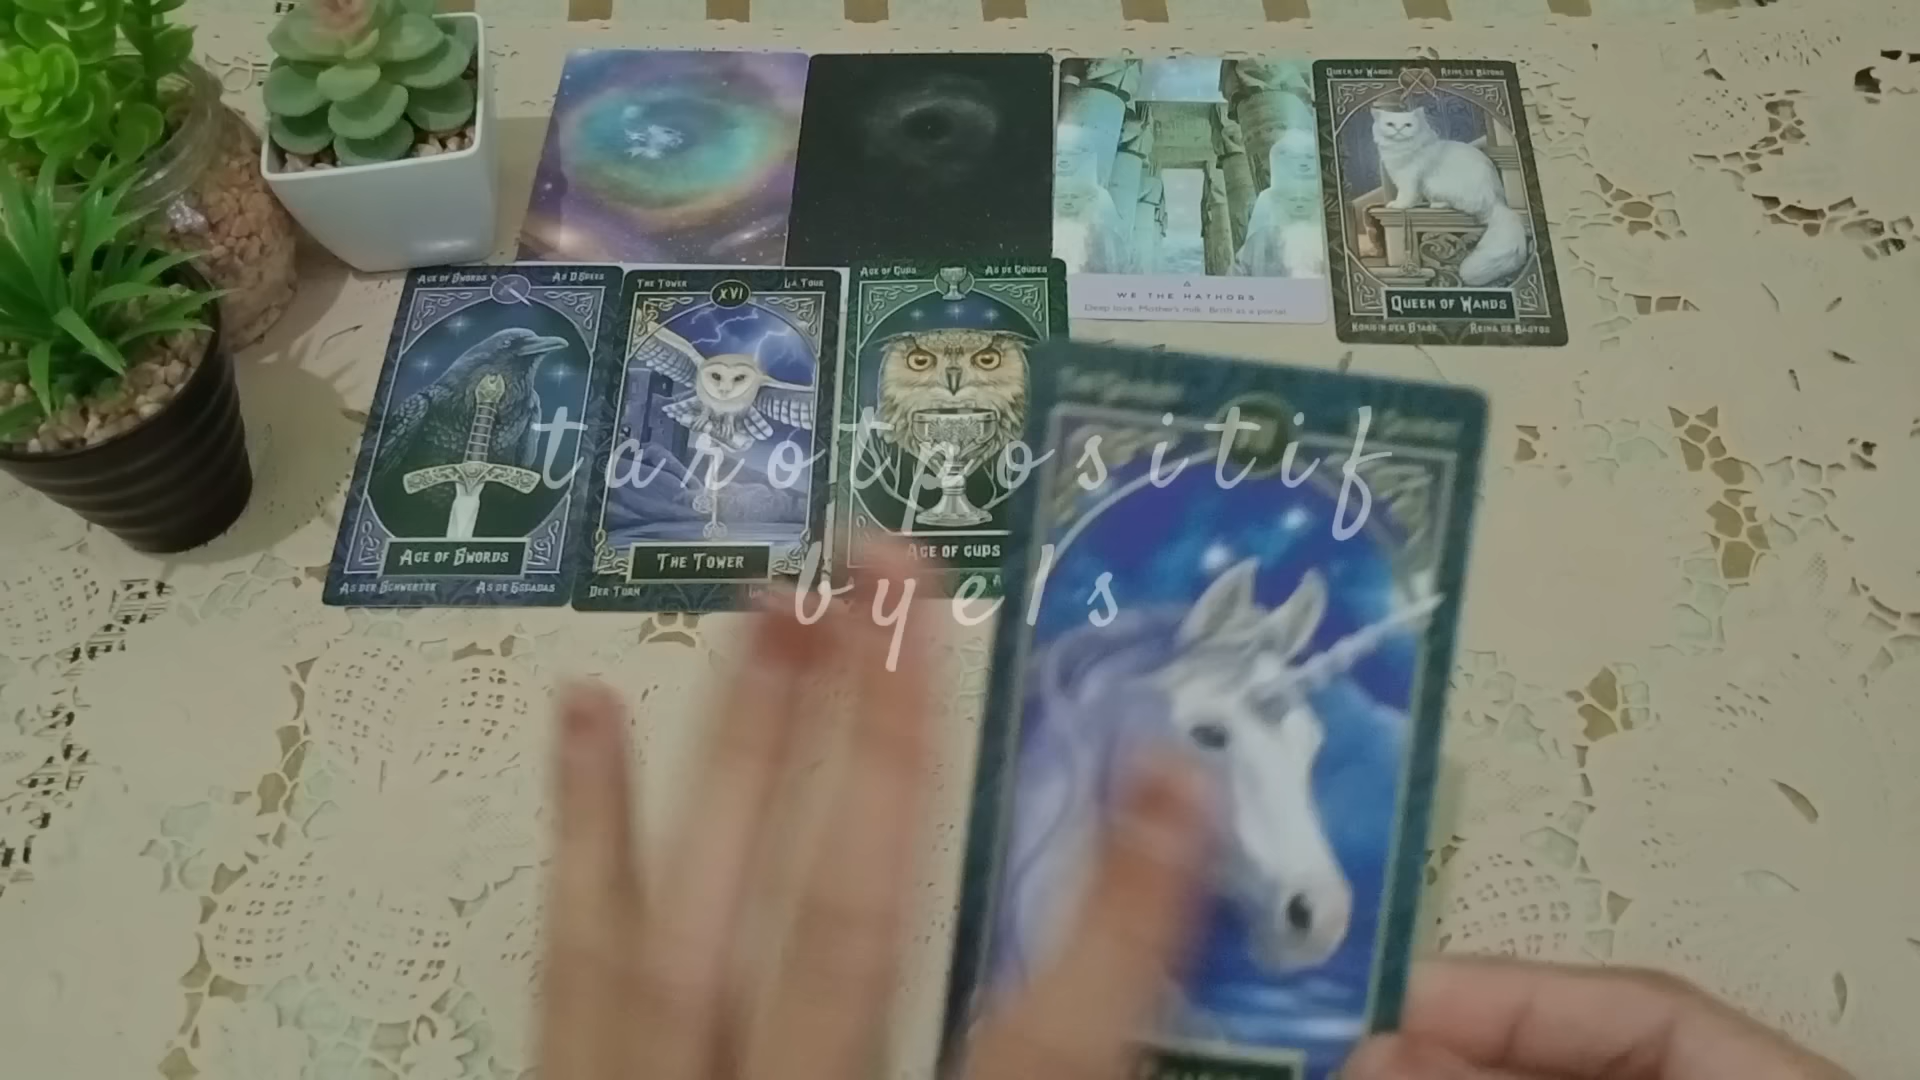 Queen of Wands Reina de Bastos
Ace of Swords As D'Épées
The Tower XVI La Tour
Ace of Cups As de Coupes
WE THE HATHORS
Deep love. Mother's milk. Birth as a portal.
Queen of Wands
Königin der Stäbe Reina de Bastos
tarotpositif
byels
Ace of Swords
The Tower
Ace of Cups
As der Schwerter As de Espadas
Der Turm